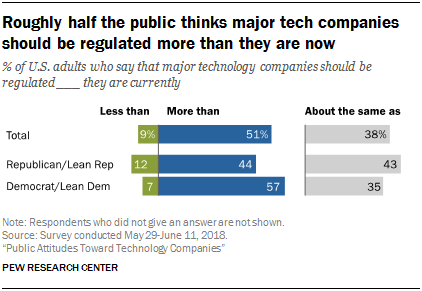 Roughly half the public thinks major tech companies
should be regulated more than they are now
% of U.S. adults who say that major technology companies should be
regulated ___ they are currently
Less than More than About the same as
Total 9% 51% 38%
Republican/Lean Rep 12 44 43
Democrat/Lean Dem 7 57 35
Note: Respondents who did not give an answer are not shown.
Source: Survey conducted May 29-June 11, 2018.
“Public Attitudes Toward Technology Companies”
PEW RESEARCH CENTER